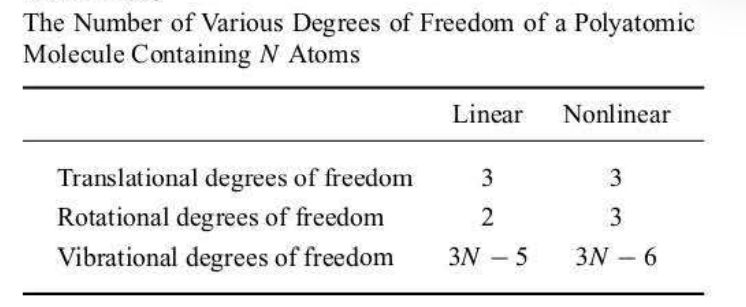 The Number of Various Degrees of Freedom of a Polyatomic
Molecule Containing N Atoms
Linear Nonlinear
Translational degrees of freedom 3 3
Rotational degrees of freedom 2 3
Vibrational degrees of freedom 3N − 5 3N − 6